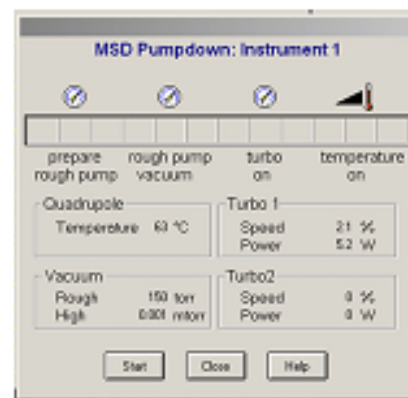 MSD Pumpdown: Instrument 1
prepare rough pump turbo temperature
rough pump vacuum on on
Quadrupole Turbo 1
Temperature 63 °C Speed 21 %
Power 5.2 W
Vacuum Turbo2
Rough 150 torr Speed 0 %
High 0.001 mtorr Power 0 W
Start Close Help